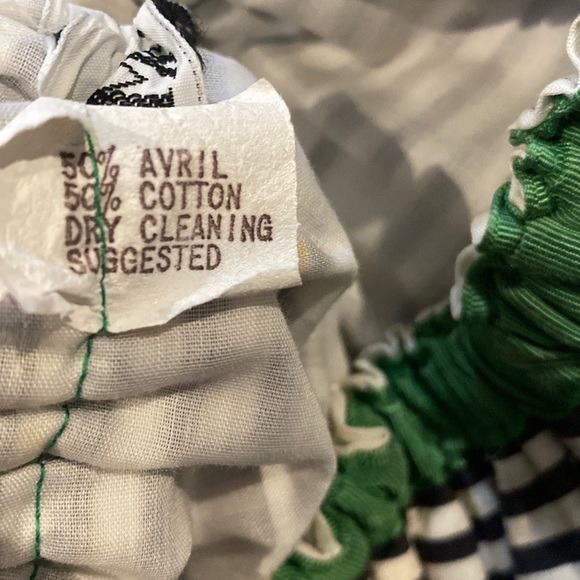 50% AVRIL
50% COTTON
DRY CLEANING
SUGGESTED